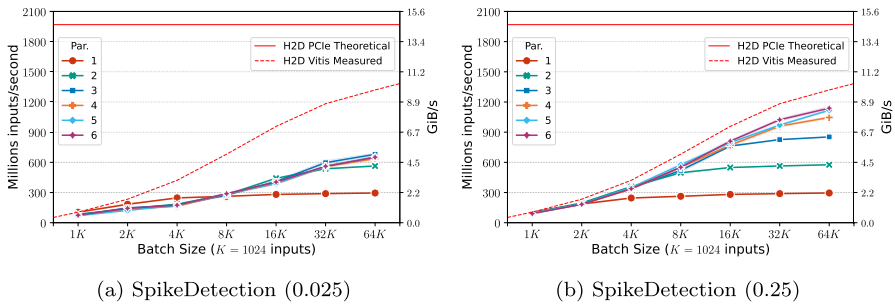 2100
1800
1500
1200
900
600
300
0
Millions inputs/second
15.6
13.4
11.2
8.9
6.7
4.5
2.2
0.0
GiB/s
Par.
1
2
3
4
5
6
H2D PCIe Theoretical
H2D Vitis Measured
1K 2K 4K 8K 16K 32K 64K
Batch Size (K = 1024 inputs)
(a) SpikeDetection (0.025)
2100
1800
1500
1200
900
600
300
0
Millions inputs/second
15.6
13.4
11.2
8.9
6.7
4.5
2.2
0.0
GiB/s
Par.
1
2
3
4
5
6
H2D PCIe Theoretical
H2D Vitis Measured
1K 2K 4K 8K 16K 32K 64K
Batch Size (K = 1024 inputs)
(b) SpikeDetection (0.25)